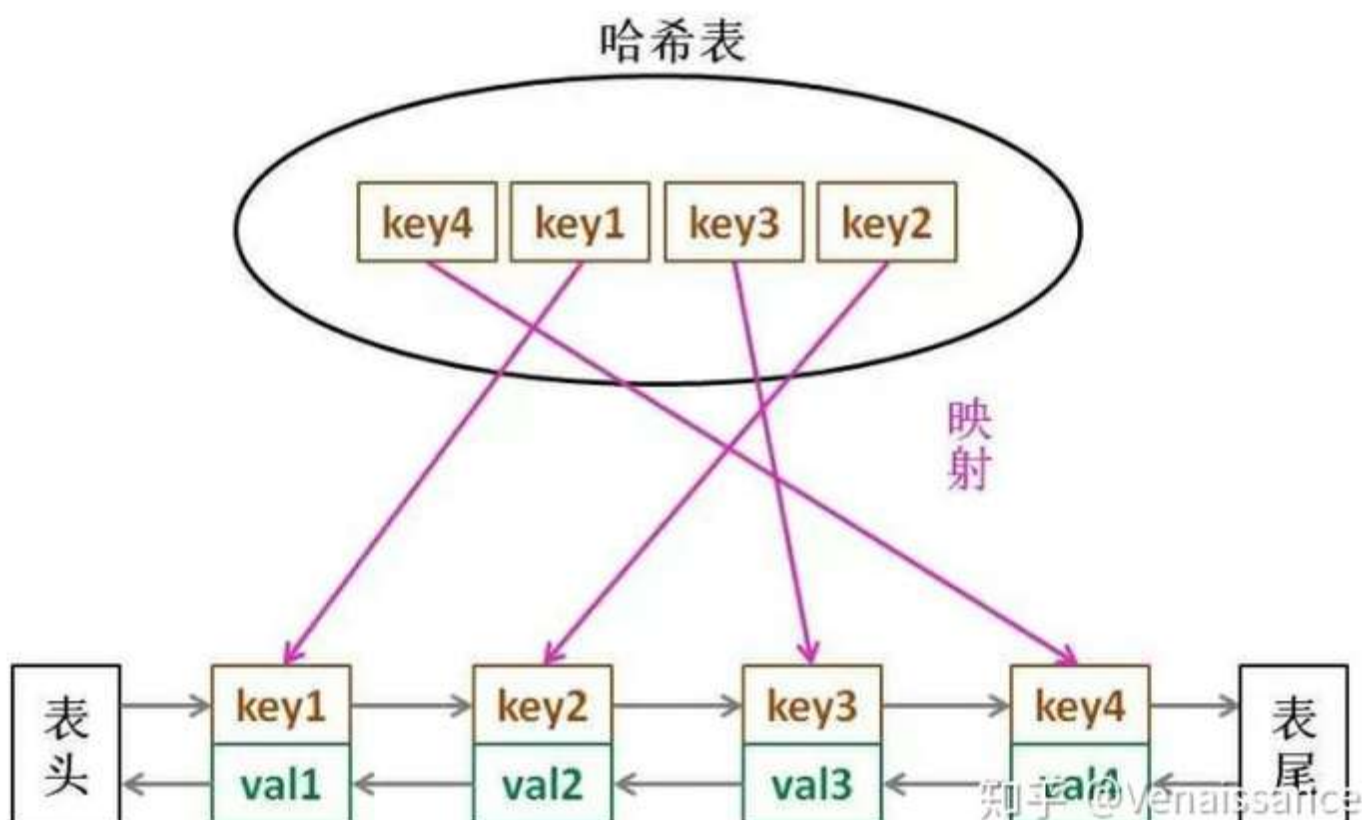 哈希表
key4 key1 key3 key2
映射
表头 key1 key2 key3 key4 表尾
val1 val2 val3 val4
知乎 @Venaissance